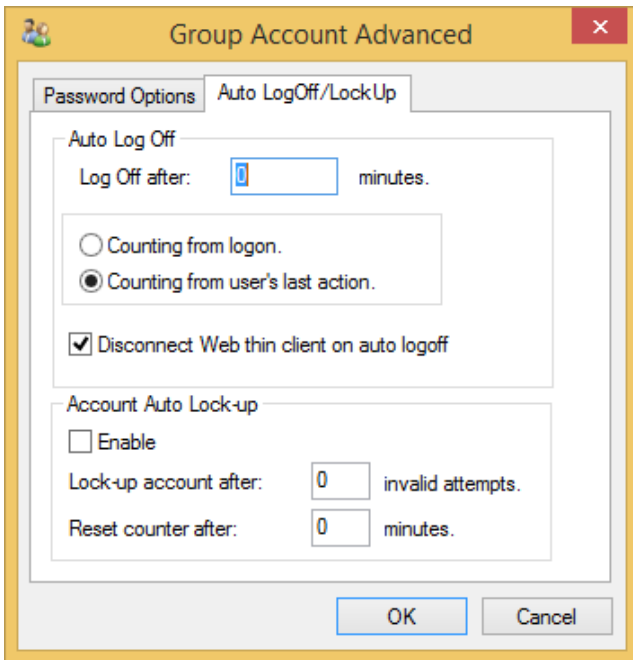 Group Account Advanced
Password Options Auto LogOff/LockUp
Auto Log Off
Log Off after: 0 minutes.
Counting from logon.
Counting from user's last action.
Disconnect Web thin client on auto logoff
Account Auto Lock-up
Enable
Lock-up account after: 0 invalid attempts.
Reset counter after: 0 minutes.
OK Cancel